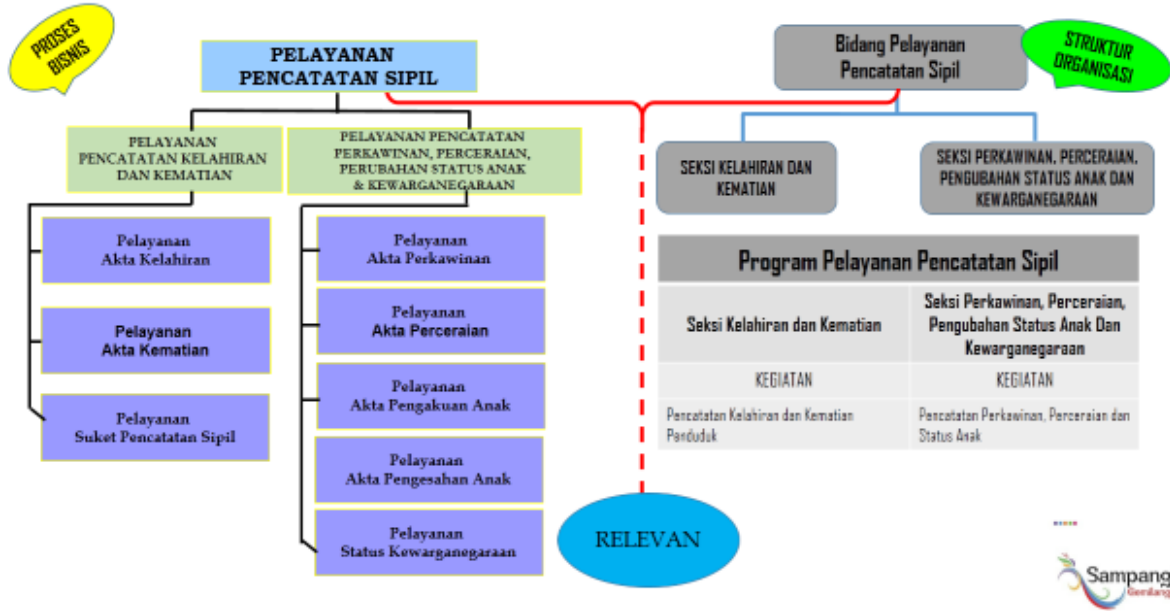 PROSES
BISNIS
PELAYANAN
PENCATATAN SIPIL
Bidang Pelayanan
Pencatatan Sipil
STRUKTUR
ORGANISASI
PELAYANAN
PENCATATAN KELAHIRAN
DAN KEMATIAN
PELAYANAN PENCATATAN
PERKAWINAN, PERCERAIAN,
PERUBAHAN STATUS ANAK
& KEWARGANEGARAAN
SEKSI KELAHIRAN DAN
KEMATIAN
SEKSI PERKAWINAN, PERCERAIAN,
PENGUBAHAN STATUS ANAK DAN
KEWARGANEGARAAN
Pelayanan
Akta Kelahiran
Pelayanan
Akta Kematian
Pelayanan
Suket Pencatatan Sipil
Pelayanan
Akta Perkawinan
Pelayanan
Akta Perceraian
Pelayanan
Akta Pengakuan Anak
Pelayanan
Akta Pengesahan Anak
Pelayanan
Status Kewarganegaraan
Program Pelayanan Pencatatan Sipil
Seksi Kelahiran dan Kematian
Seksi Perkawinan, Perceraian,
Pengubahan Status Anak Dan
Kewarganegaraan
KEGIATAN
KEGIATAN
Pencatatan Kelahiran dan Kematian
Penduduk
Pencatatan Perkawinan, Perceraian dan
Status Anak
RELEVAN
Sampang
Gemilang